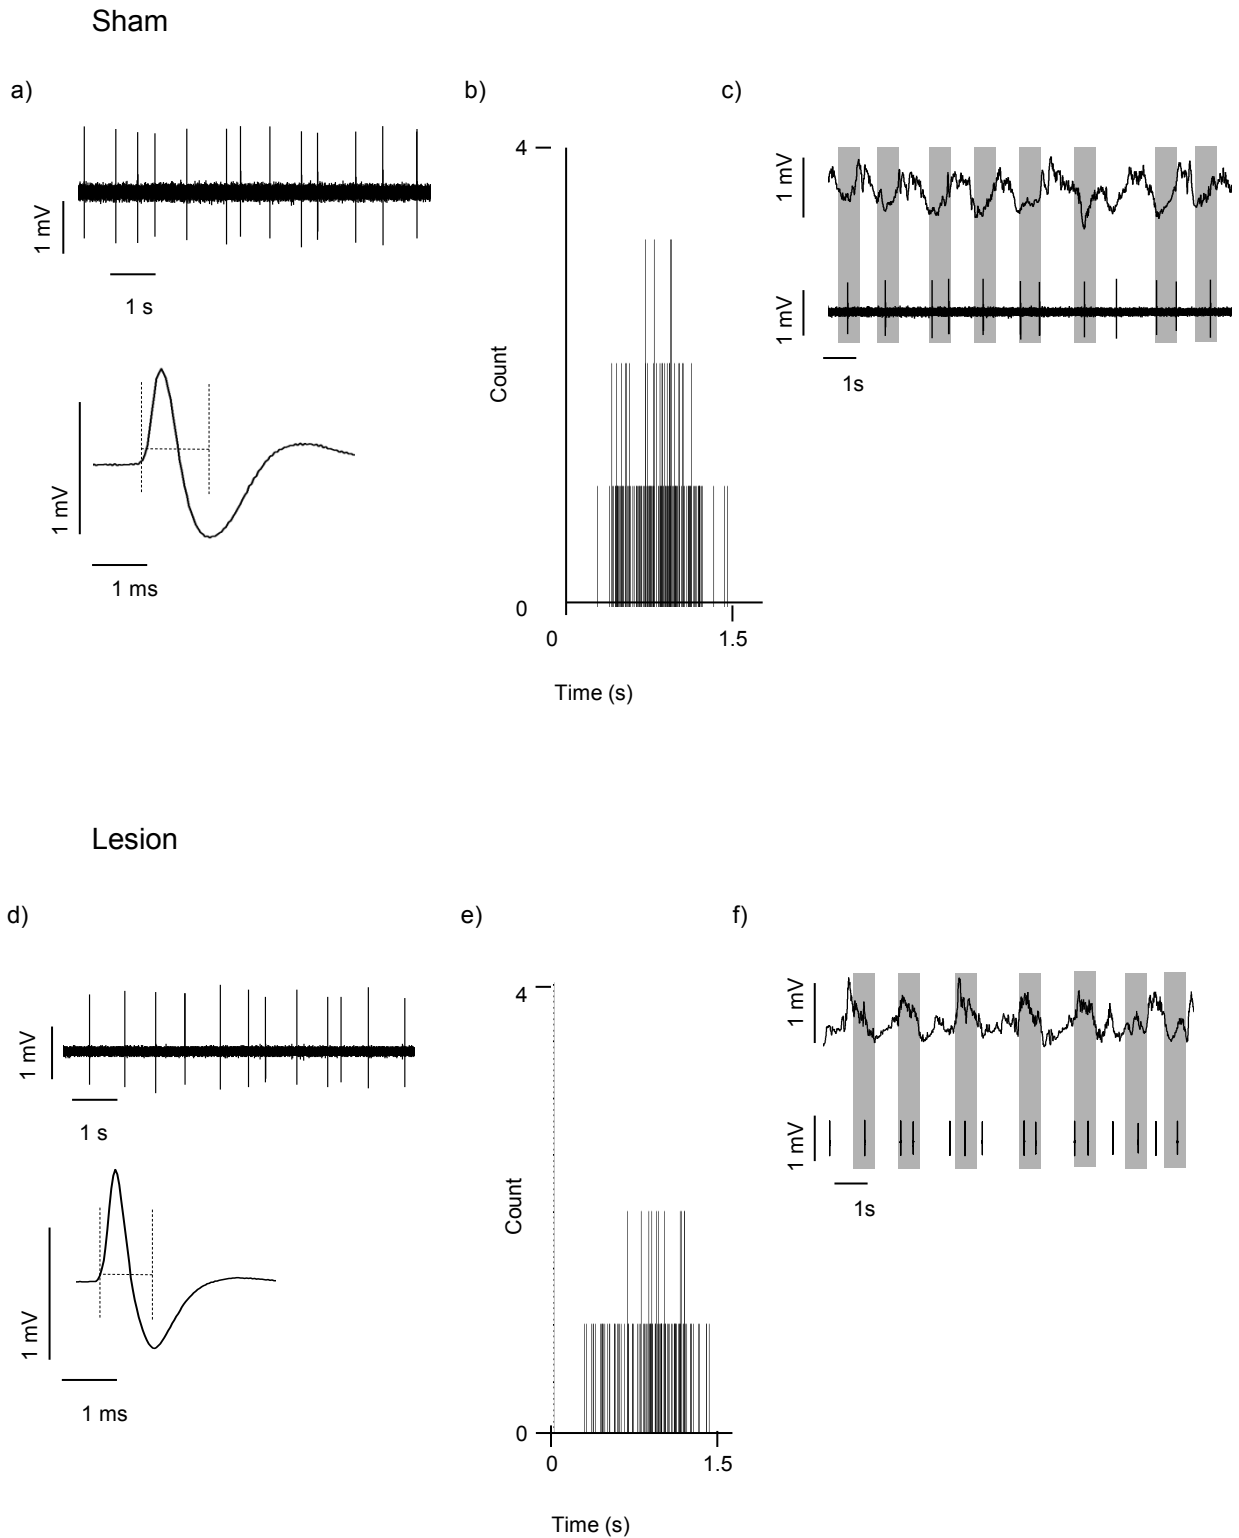 Sham
a)
b)
c)
1 mV
1 s
1 mV
1 ms
4
Count
0
0
1.5
Time (s)
1 mV
1 mV
1s
Lesion
d)
e)
f)
1 mV
1 s
1 mV
1 ms
4
Count
0
0
1.5
Time (s)
1 mV
1 mV
1s